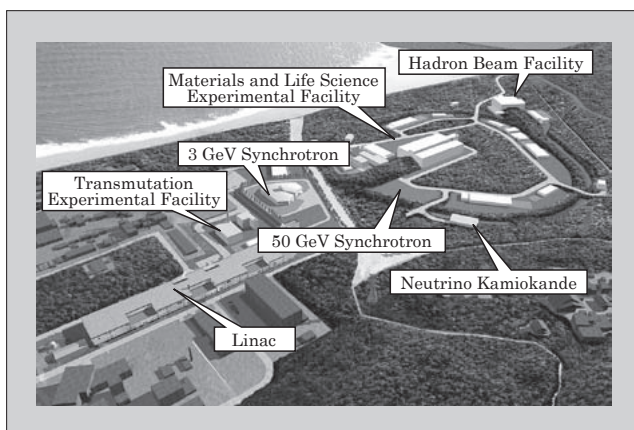 Hadron Beam Facility
Materials and Life Science
Experimental Facility
3 GeV Synchrotron
Transmutation
Experimental Facility
50 GeV Synchrotron
Neutrino Kamiokande
Linac